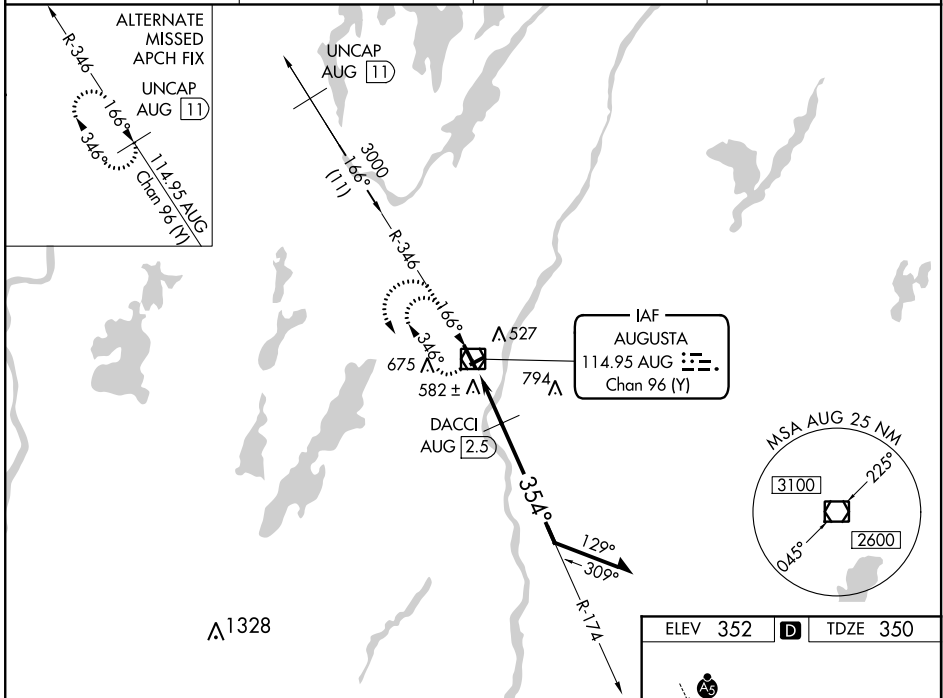 ALTERNATE
MISSED
APCH FIX
UNCAP
AUG 11
R-346
166°
346°
114.95 AUG
Chan 96 (Y)
UNCAP
AUG 11
3000
166°
(11)
R-346
166°
346°
527
675
582 ±
794
IAF
AUGUSTA
114.95 AUG
Chan 96 (Y)
DACCI
AUG 2.5
354°
129°
309°
R-174
MSA AUG 25 NM
225°
3100
2600
045°
1328
ELEV 352 D TDZE 350
A5